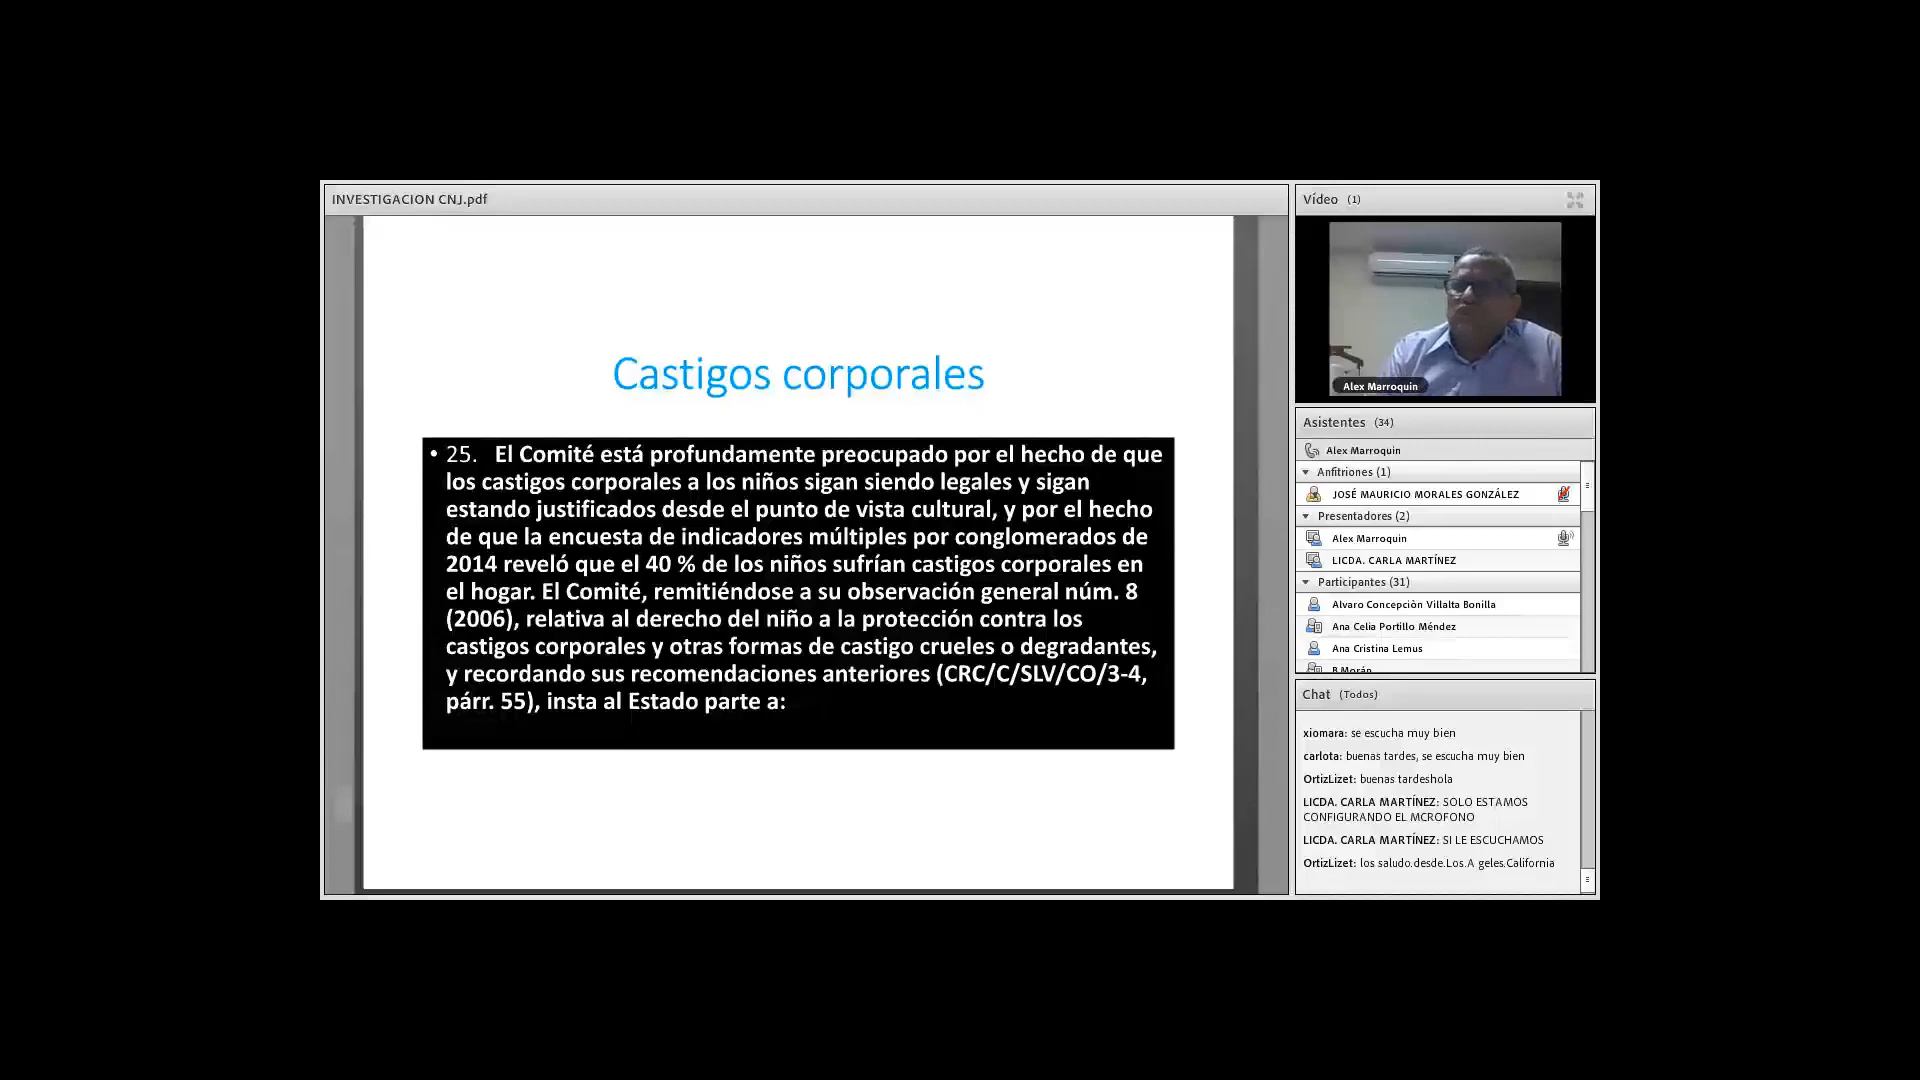 INVESTIGACION CNJ.pdf
Castigos corporales
• 25. El Comité está profundamente preocupado por el hecho de que
los castigos corporales a los niños sigan siendo legales y sigan
estando justificados desde el punto de vista cultural, y por el hecho
de que la encuesta de indicadores múltiples por conglomerados de
2014 reveló que el 40 % de los niños sufrían castigos corporales en
el hogar. El Comité, remitiéndose a su observación general núm. 8
(2006), relativa al derecho del niño a la protección contra los
castigos corporales y otras formas de castigo crueles o degradantes,
y recordando sus recomendaciones anteriores (CRC/C/SLV/CO/3-4,
párr. 55), insta al Estado parte a:
Vídeo (1)
Alex Marroquin
Asistentes (34)
Alex Marroquin
Anfitriones (1)
JOSÉ MAURICIO MORALES GONZÁLEZ
Presentadores (2)
Alex Marroquin
LICDA. CARLA MARTÍNEZ
Participantes (31)
Alvaro Concepciòn Villalta Bonilla
Ana Celia Portillo Méndez
Ana Cristina Lemus
B Morán
Chat (Todos)
xiomara: se escucha muy bien
carlota: buenas tardes, se escucha muy bien
OrtizLizet: buenas tardeshola
LICDA. CARLA MARTÍNEZ: SOLO ESTAMOS
CONFIGURANDO EL MCROFONO
LICDA. CARLA MARTÍNEZ: SI LE ESCUCHAMOS
OrtizLizet: los saludo.desde.Los.A geles.California